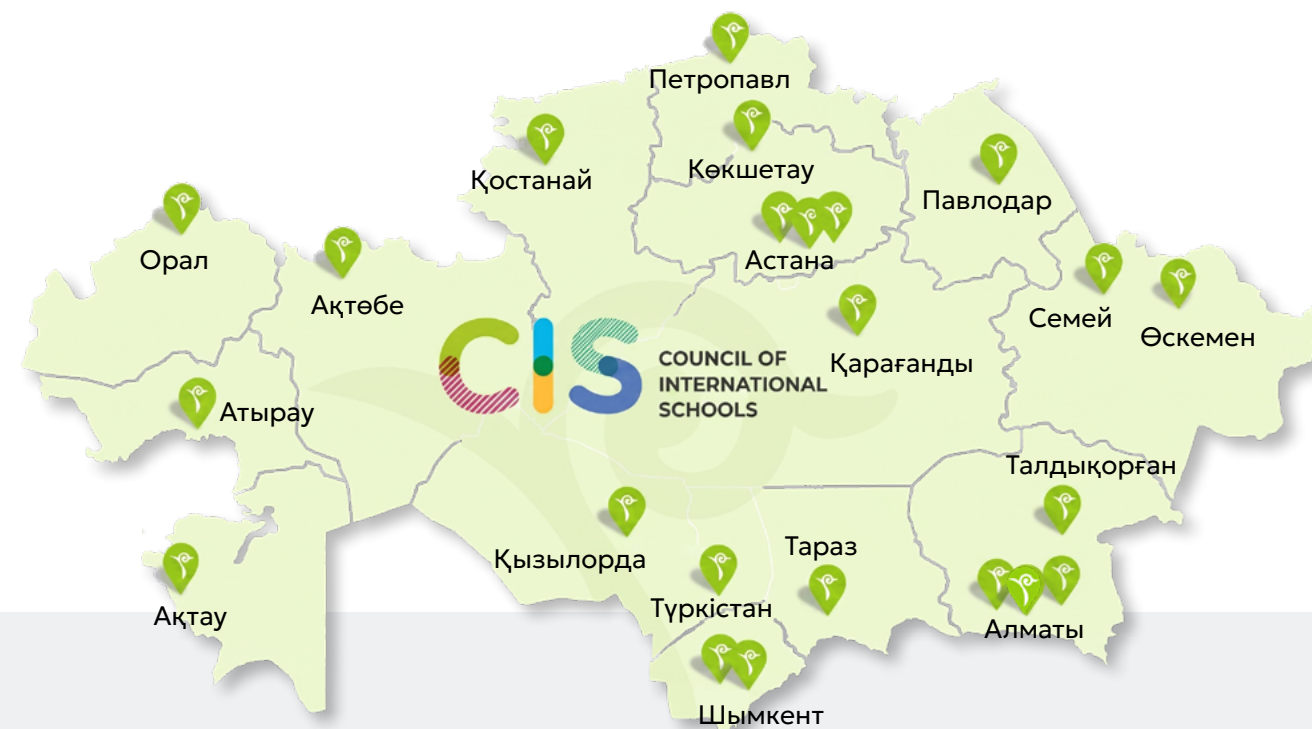 Петропавл
Көкшетау
Қостанай
Павлодар
Орал
Астана
Ақтөбе
Семей
Өскемен
CIS
COUNCIL OF
INTERNATIONAL
SCHOOLS
Қарағанды
Атырау
Талдықорған
Тараз
Қызылорда
Түркістан
Ақтау
Алматы
Шымкент